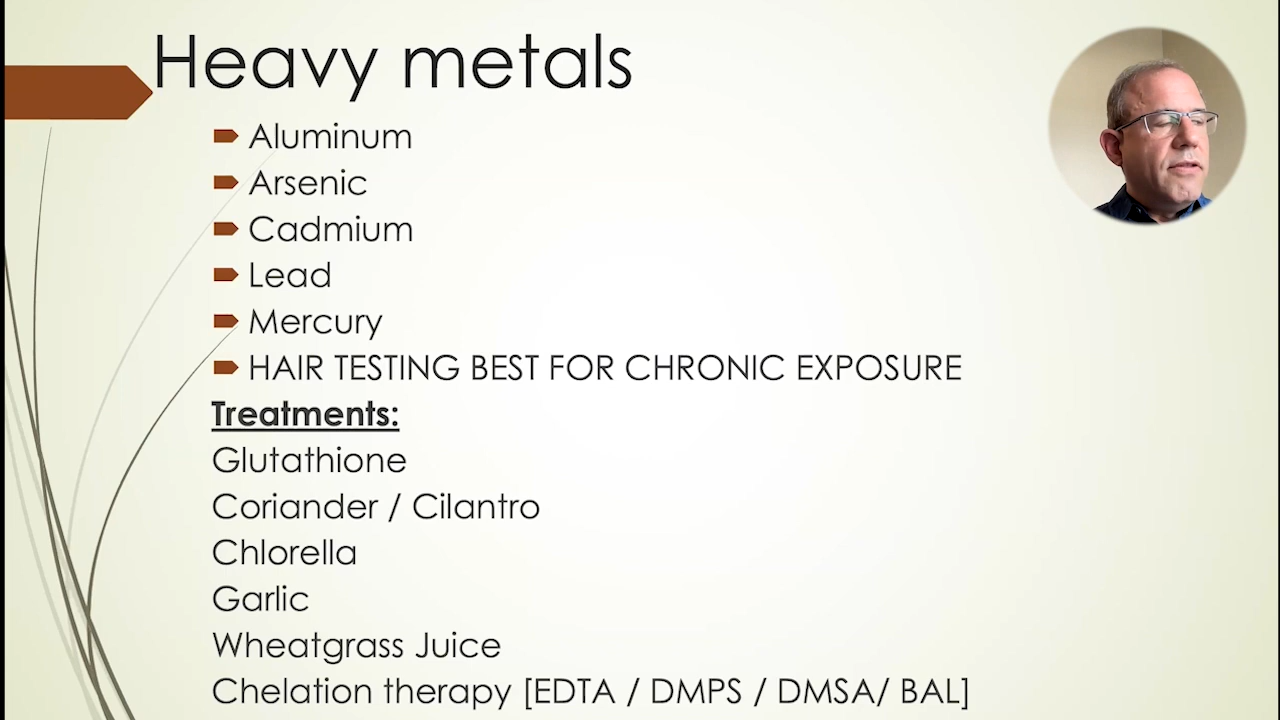 Heavy metals
Aluminum
Arsenic
Cadmium
Lead
Mercury
HAIR TESTING BEST FOR CHRONIC EXPOSURE
Treatments:
Glutathione
Coriander / Cilantro
Chlorella
Garlic
Wheatgrass Juice
Chelation therapy [EDTA / DMPS / DMSA/ BAL]